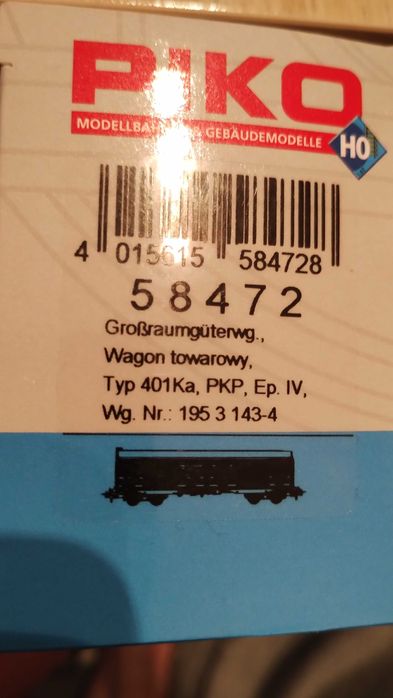 PIKO
MODELLBA GEBÄUDEMODELLE
H0
4 015615 584728
58472
Großraumgüterwg.,
Wagon towarowy,
Typ 401Ka, PKP, Ep. IV,
Wg. Nr.: 195 3 143-4